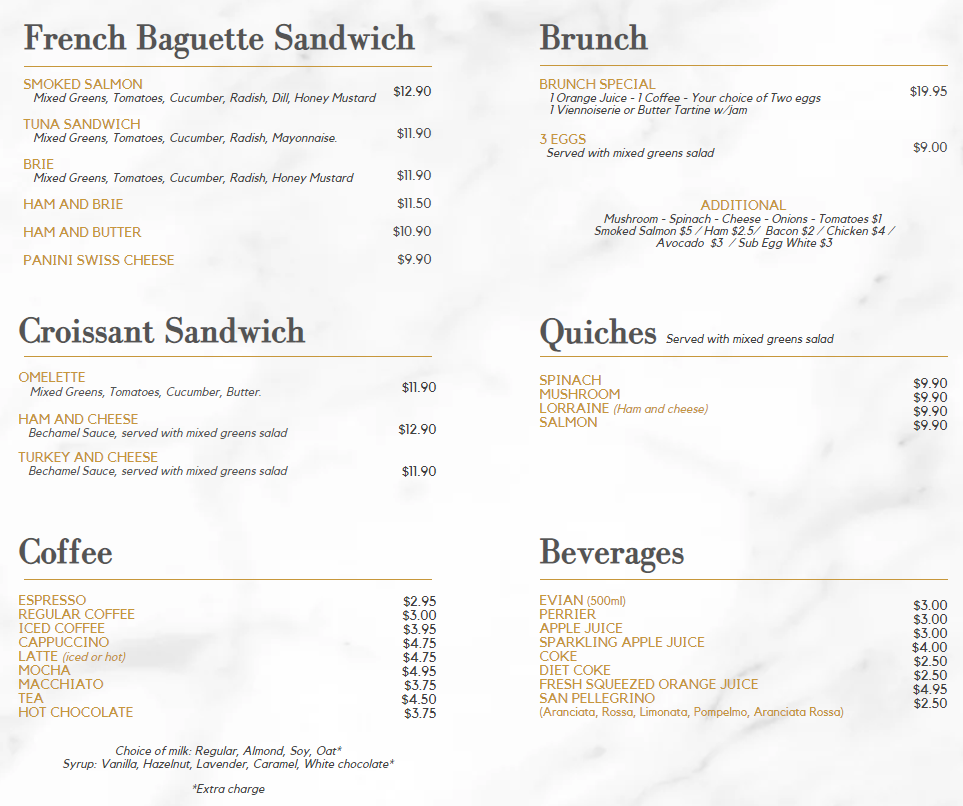 French Baguette Sandwich
SMOKED SALMON
Mixed Greens, Tomatoes, Cucumber, Radish, Dill, Honey Mustard $12.90
TUNA SANDWICH
Mixed Greens, Tomatoes, Cucumber, Radish, Mayonnaise. $11.90
BRIE
Mixed Greens, Tomatoes, Cucumber, Radish, Honey Mustard $11.90
HAM AND BRIE $11.50
HAM AND BUTTER $10.90
PANINI SWISS CHEESE $9.90
Brunch
BRUNCH SPECIAL $19.95
1 Orange Juice - 1 Coffee - Your choice of Two eggs
1 Viennoiserie or Butter Tartine w/jam
3 EGGS $9.00
Served with mixed greens salad
ADDITIONAL
Mushroom - Spinach - Cheese - Onions - Tomatoes $1
Smoked Salmon $5 / Ham $2.5/ Bacon $2 / Chicken $4 /
Avocado $3 / Sub Egg White $3
Croissant Sandwich
OMELETTE
Mixed Greens, Tomatoes, Cucumber, Butter. $11.90
HAM AND CHEESE
Bechamel Sauce, served with mixed greens salad $12.90
TURKEY AND CHEESE
Bechamel Sauce, served with mixed greens salad $11.90
Quiches Served with mixed greens salad
SPINACH $9.90
MUSHROOM $9.90
LORRAINE (Ham and cheese) $9.90
SALMON $9.90
Coffee
ESPRESSO $2.95
REGULAR COFFEE $3.00
ICED COFFEE $3.95
CAPPUCCINO $4.75
LATTE (iced or hot) $4.75
MOCHA $4.95
MACCHIATO $3.75
TEA $4.50
HOT CHOCOLATE $3.75
Choice of milk: Regular, Almond, Soy, Oat*
Syrup: Vanilla, Hazelnut, Lavender, Caramel, White chocolate*
*Extra charge
Beverages
EVIAN (500ml) $3.00
PERRIER $3.00
APPLE JUICE $3.00
SPARKLING APPLE JUICE $4.00
COKE $2.50
DIET COKE $2.50
FRESH SQUEEZED ORANGE JUICE $4.95
SAN PELLEGRINO $2.50
(Aranciata, Rossa, Limonata, Pompelmo, Aranciata Rossa)